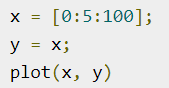 x = [0:5:100];
y = x;
plot(x, y)